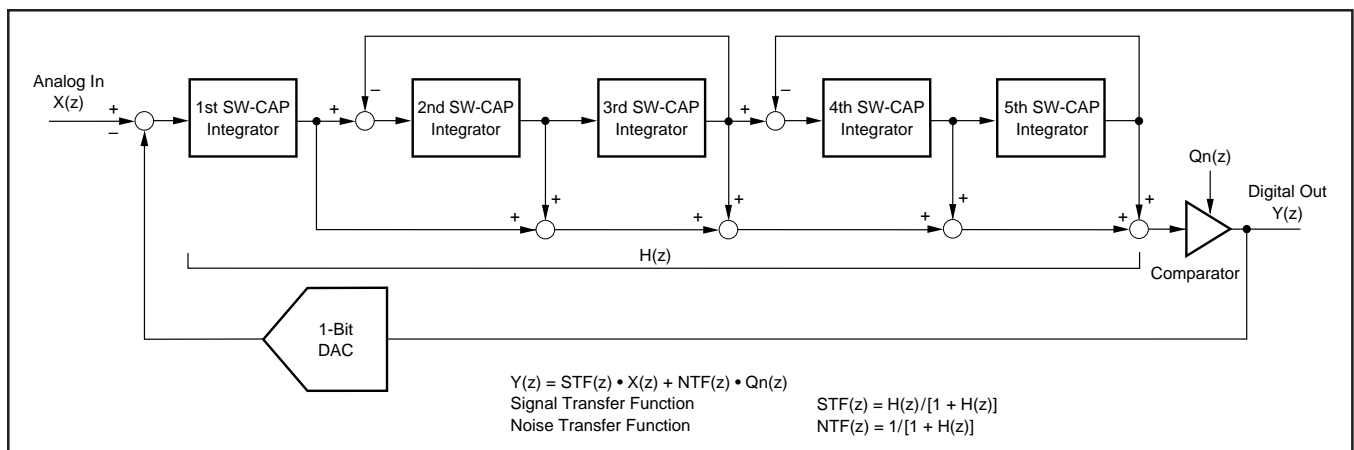 Analog In
X(z)
+
−
1st SW-CAP
Integrator
+
−
2nd SW-CAP
Integrator
3rd SW-CAP
Integrator
+
−
4th SW-CAP
Integrator
5th SW-CAP
Integrator
Qn(z)
Digital Out
Y(z)
+
+
+
+
+
+
+
+
H(z)
Comparator
1-Bit
DAC
Y(z) = STF(z) • X(z) + NTF(z) • Qn(z)
Signal Transfer Function STF(z) = H(z)/[1 + H(z)]
Noise Transfer Function NTF(z) = 1/[1 + H(z)]